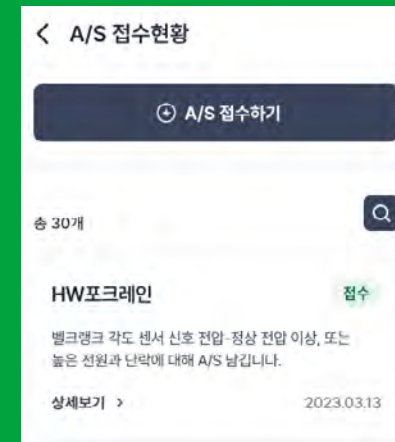 A/S 접수현황
A/S 접수하기
총 30개
HW포크레인
접수
벨크랭크 각도 센서 신호 전압-정상 전압 이상, 또는
높은 전원과 단락에 대해 A/S 남깁니다.
상세보기 >
2023.03.13